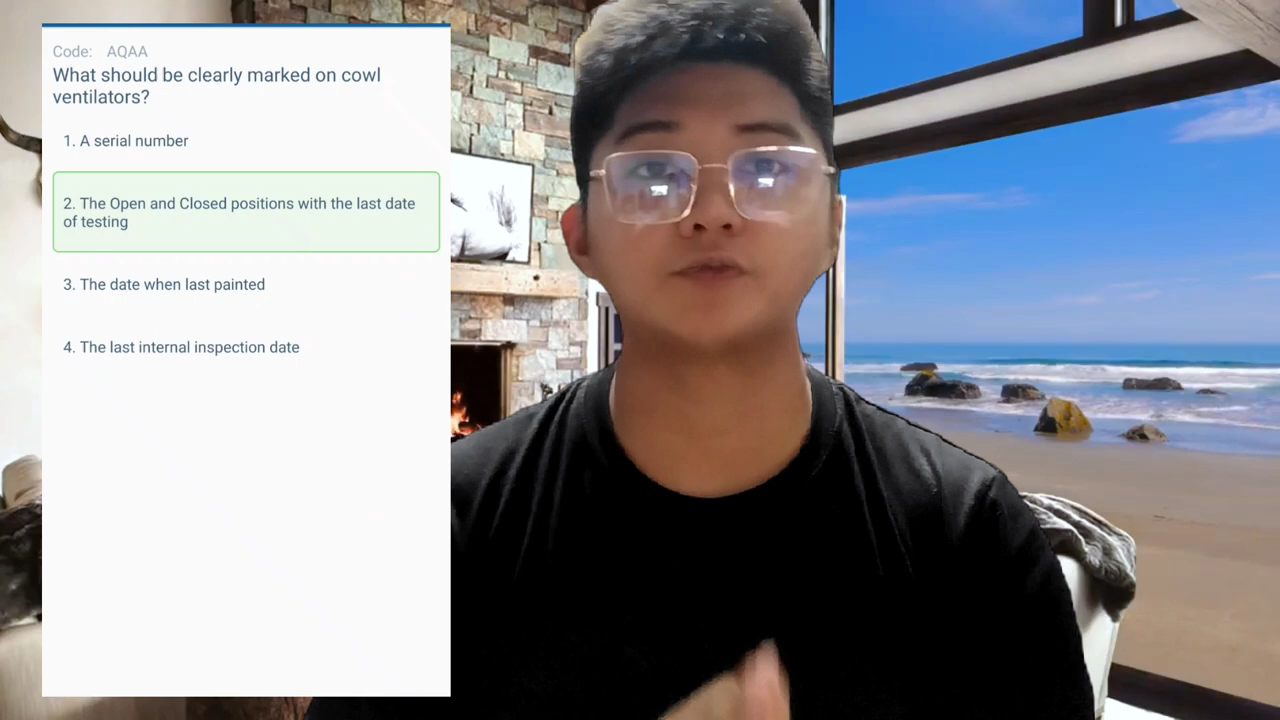 Code: AQAA
What should be clearly marked on cowl
ventilators?
1. A serial number
2. The Open and Closed positions with the last date
of testing
3. The date when last painted
4. The last internal inspection date